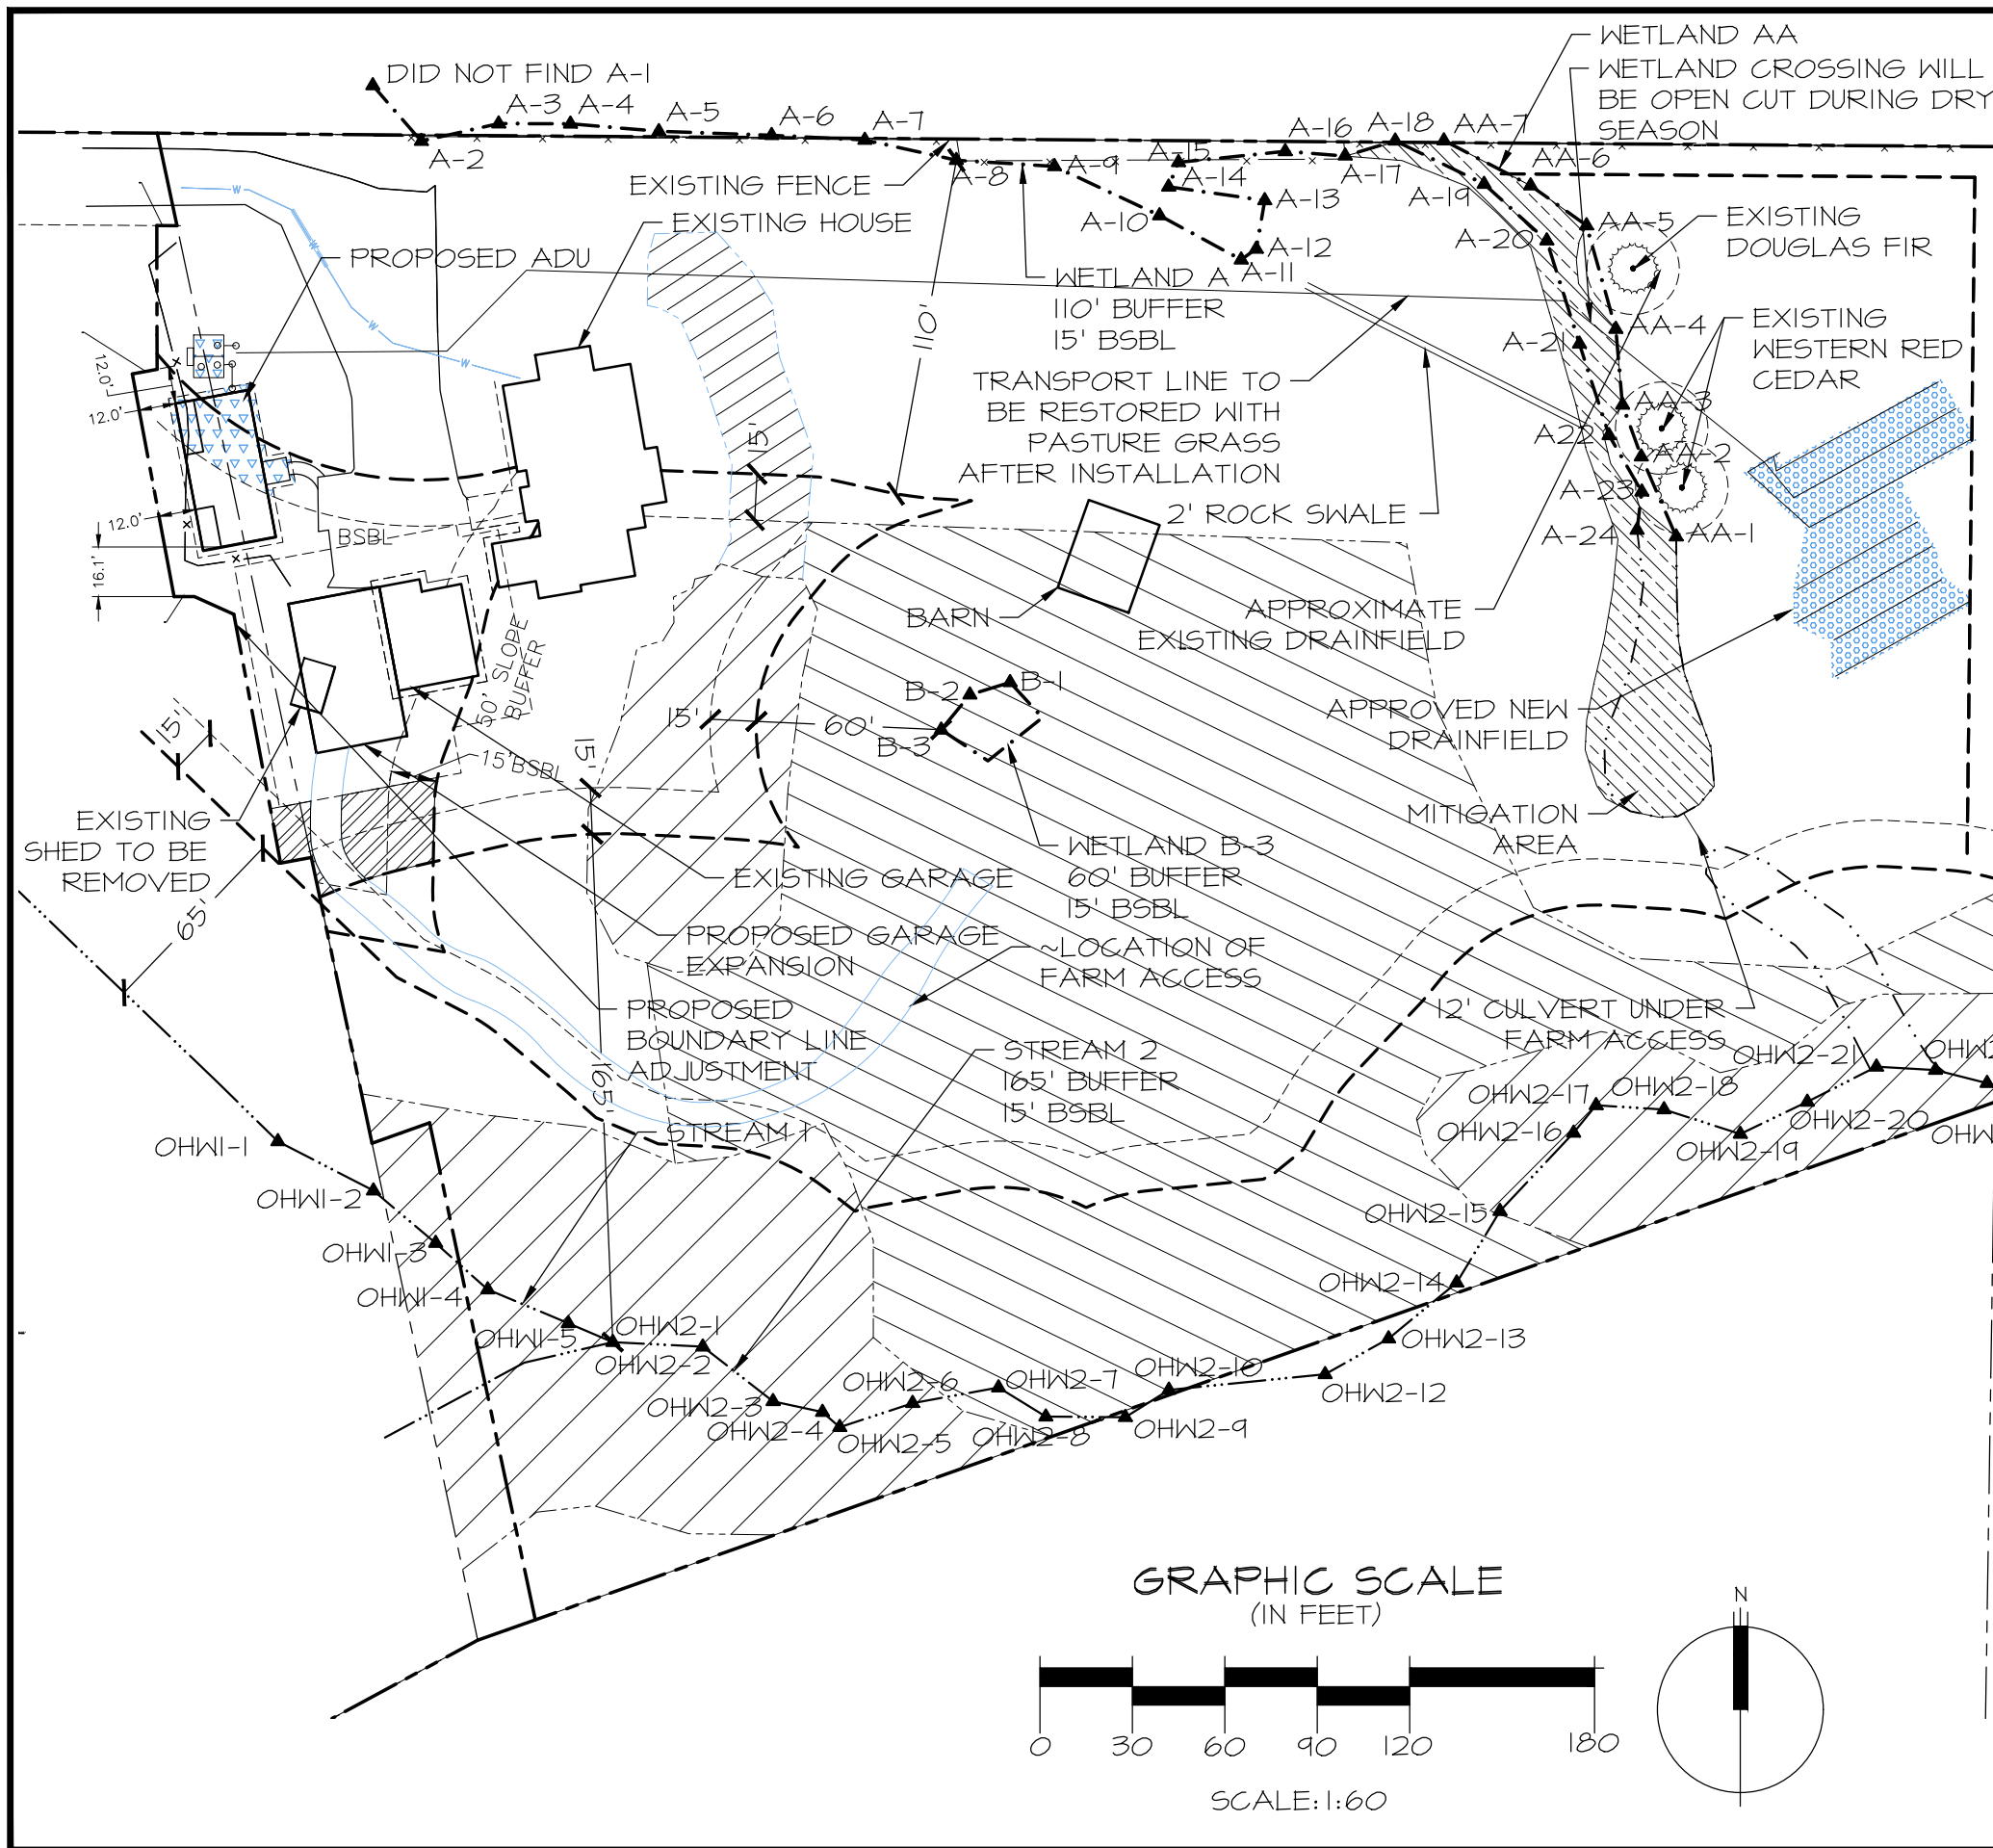 WETLAND AA
WETLAND CROSSING WILL
BE OPEN CUT DURING DRY
SEASON
DID NOT FIND A-1
A-2
A-3
A-4
A-5
A-6
A-7
A-8
A-9
A-10
A-11
A-12
A-13
A-14
A-15
A-16
A-17
A-18
A-19
A-20
A-21
A22
A-23
A-24
AA-7
AA-6
AA-5
AA-4
AA-3
AA-2
AA-1
EXISTING FENCE
EXISTING HOUSE
PROPOSED ADU
W
W
W
W
W
EXISTING
DOUGLAS FIR
EXISTING
WESTERN RED
CEDAR
WETLAND A
110' BUFFER
15' BSBL
110'
TRANSPORT LINE TO
BE RESTORED WITH
PASTURE GRASS
AFTER INSTALLATION
2' ROCK SWALE
15'
12.0'
12.0'
12.0'
16.1'
BSBL
BARN
APPROXIMATE
EXISTING DRAINFIELD
50' SLOPE
BUFFER
B-1
B-2
B-3
15'
60'
APPROVED NEW
DRAINFIELD
15'
15'
15'BSBL
EXISTING
SHED TO BE
REMOVED
65'
MITIGATION
AREA
WETLAND B-3
60' BUFFER
15' BSBL
EXISTING GARAGE
PROPOSED GARAGE
EXPANSION
~LOCATION OF
FARM ACCESS
PROPOSED
BOUNDARY LINE
ADJUSTMENT
165'
12' CULVERT UNDER
FARM ACCESS
STREAM 2
165' BUFFER
15' BSBL
STREAM 1
OHW1-1
OHW1-2
OHW1-3
OHW1-4
OHW1-5
OHW2-1
OHW2-2
OHW2-3
OHW2-4
OHW2-5
OHW2-6
OHW2-7
OHW2-8
OHW2-9
OHW2-10
OHW2-12
OHW2-13
OHW2-14
OHW2-15
OHW2-16
OHW2-17
OHW2-18
OHW2-19
OHW2-20
OHW2-21
GRAPHIC SCALE
(IN FEET)
0 30 60 90 120 180
SCALE:1:60
N